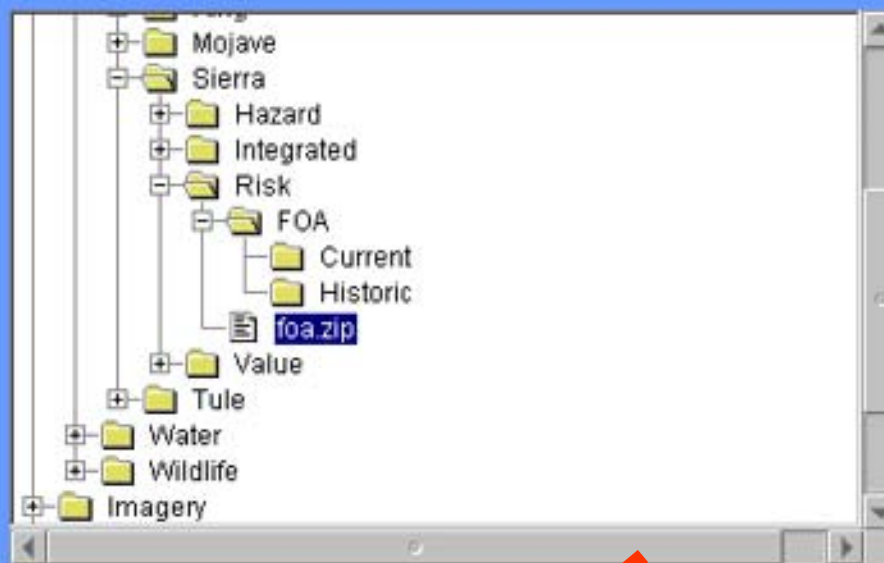 Mojave
Sierra
Hazard
Integrated
Risk
FOA
Current
Historic
foa.zip
Value
Tule
Water
Wildlife
Imagery